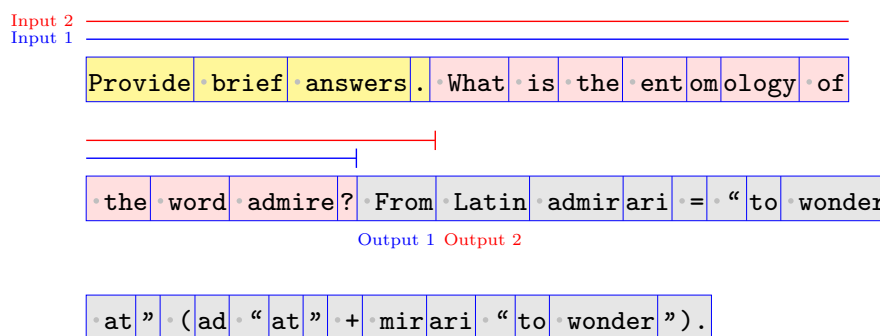 Input 2
Input 1
Provide brief answers. What is the entomology of
the word admire? From Latin admirari = “to wonder
Output 1 Output 2
at” (ad “at” + mirari “to wonder”).